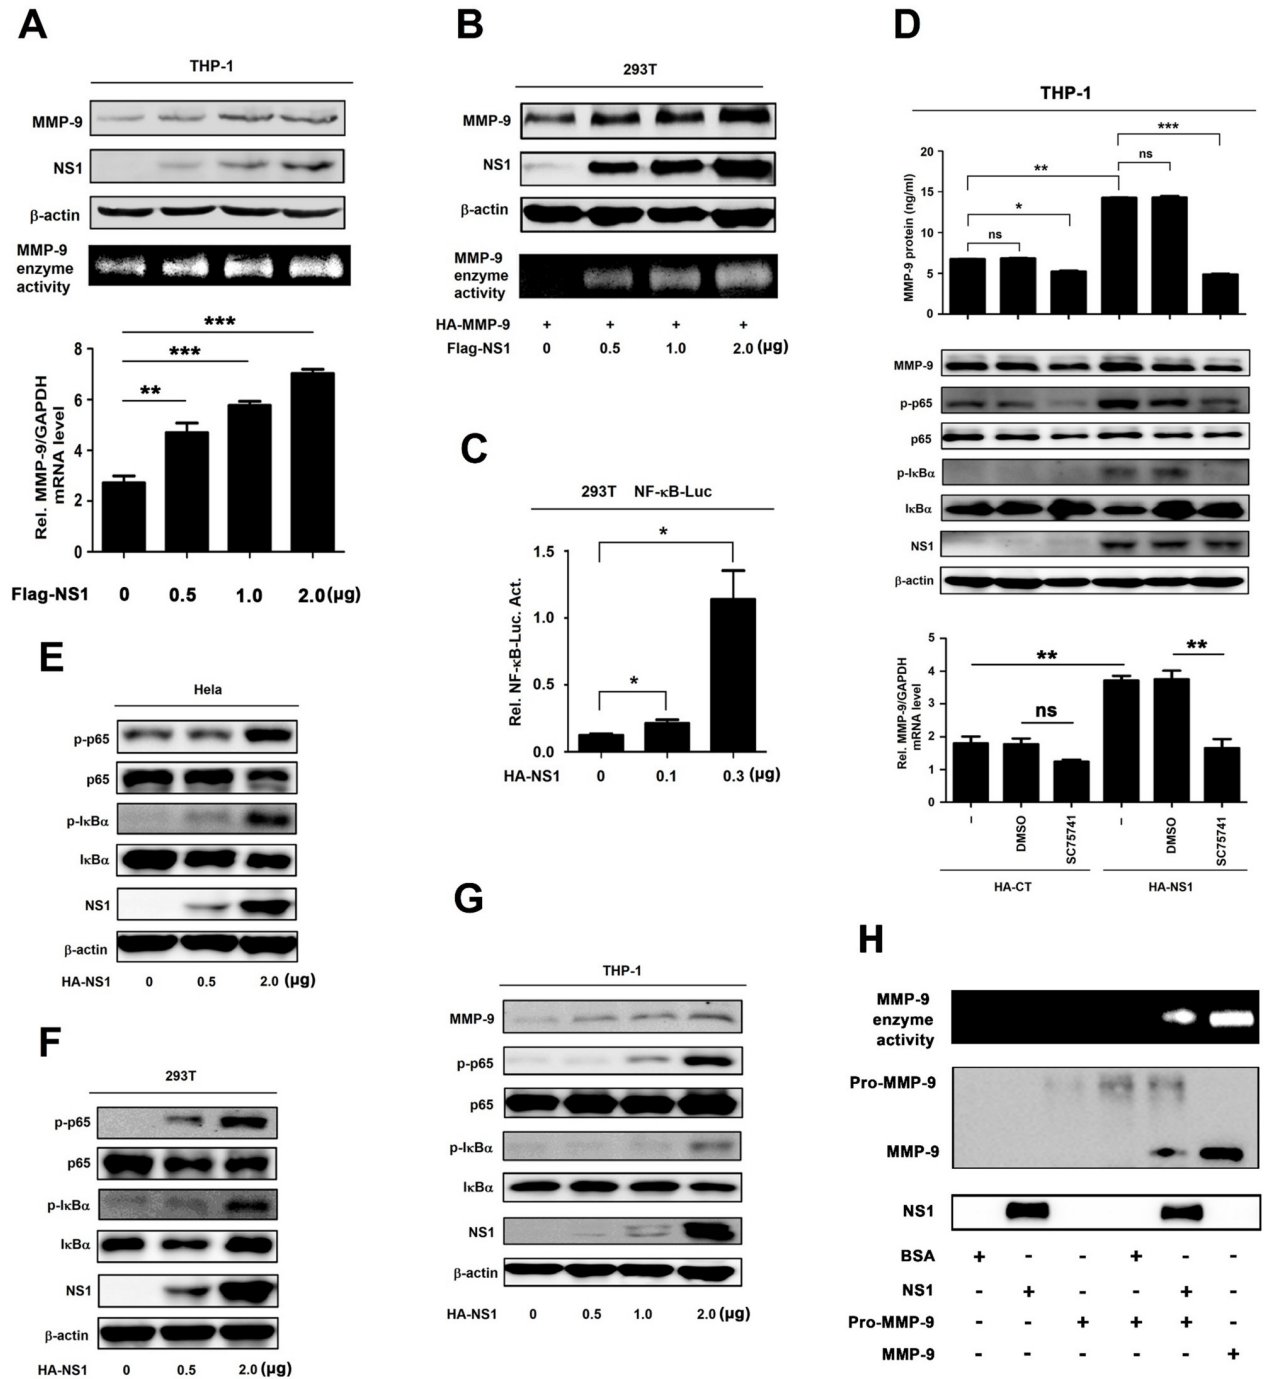 A
THP-1
MMP-9
NS1
β-actin
MMP-9
enzyme
activity
***
***
**
8
6
4
2
0
Rel. MMP-9/GAPDH
mRNA level
Flag-NS1 0 0.5 1.0 2.0 (μg)
B
293T
MMP-9
NS1
β-actin
MMP-9
enzyme
activity
HA-MMP-9 + + + +
Flag-NS1 0 0.5 1.0 2.0 (μg)
C
293T NF-κB-Luc
*
*
1.5
1.0
0.5
0.0
Rel. NF-κB-Luc. Act.
HA-NS1 0 0.1 0.3 (μg)
D
THP-1
***
ns
**
*
ns
20
15
10
5
0
MMP-9 protein (ng/ml)
MMP-9
p-p65
p65
p-IκBα
IκBα
NS1
β-actin
**
**
ns
5
4
3
2
1
0
Rel. MMP-9/GAPDH
mRNA level
– DMSO SC75741 – DMSO SC75741
HA-CT HA-NS1
E
Hela
p-p65
p65
p-IκBα
IκBα
NS1
β-actin
HA-NS1 0 0.5 2.0 (μg)
F
293T
p-p65
p65
p-IκBα
IκBα
NS1
β-actin
HA-NS1 0 0.5 2.0 (μg)
G
THP-1
MMP-9
p-p65
p65
p-IκBα
IκBα
NS1
β-actin
HA-NS1 0 0.5 1.0 2.0 (μg)
H
MMP-9
enzyme
activity
Pro-MMP-9
MMP-9
NS1
BSA + - - + - -
NS1 - + - - + -
Pro-MMP-9 - - + + + -
MMP-9 - - - - - +